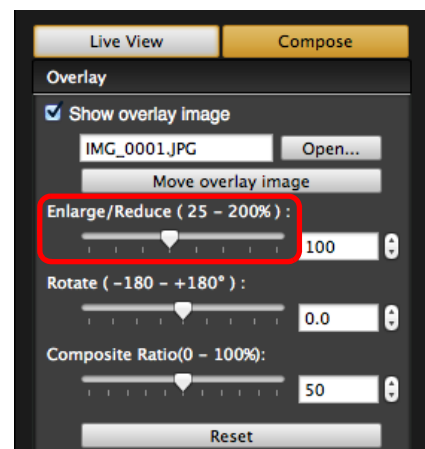 Live View Compose
Overlay
Show overlay image
IMG_0001.JPG Open...
Move overlay image
Enlarge/Reduce ( 25 – 200% ) :
100
Rotate ( –180 – +180° ) :
0.0
Composite Ratio(0 – 100%):
50
Reset